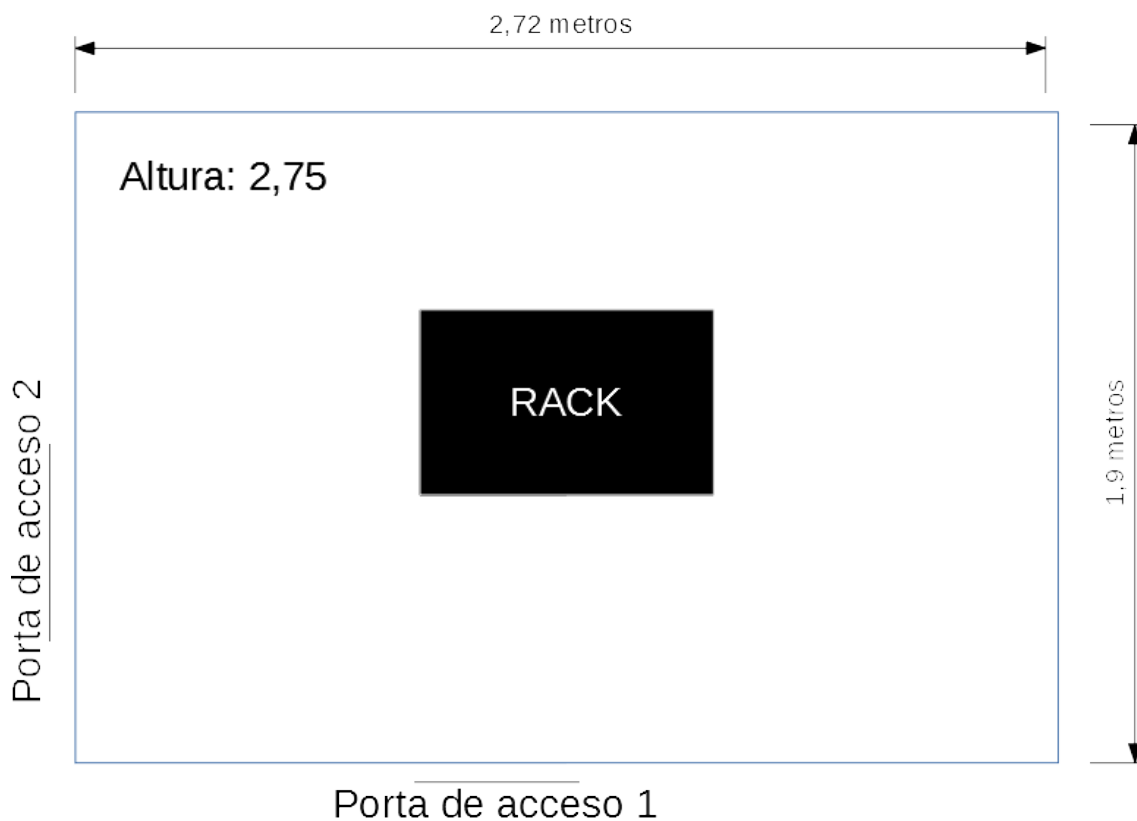 2,72 metros
Altura: 2,75
RACK
Porta de acceso 2
1,9 metros
Porta de acceso 1